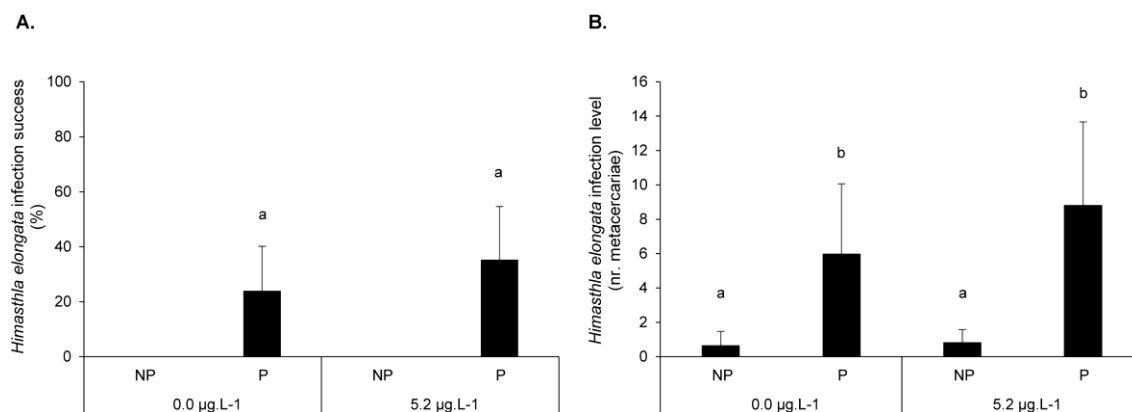 A.
Himasthla elongata infection success
(%)
100
80
60
40
20
0
a
a
NP
P
NP
P
0.0 µg.L-1
5.2 µg.L-1
B.
Himasthla elongata infection level
(nr. metacercariae)
16
14
12
10
8
6
4
2
0
a
b
a
b
NP
P
NP
P
0.0 µg.L-1
5.2 µg.L-1